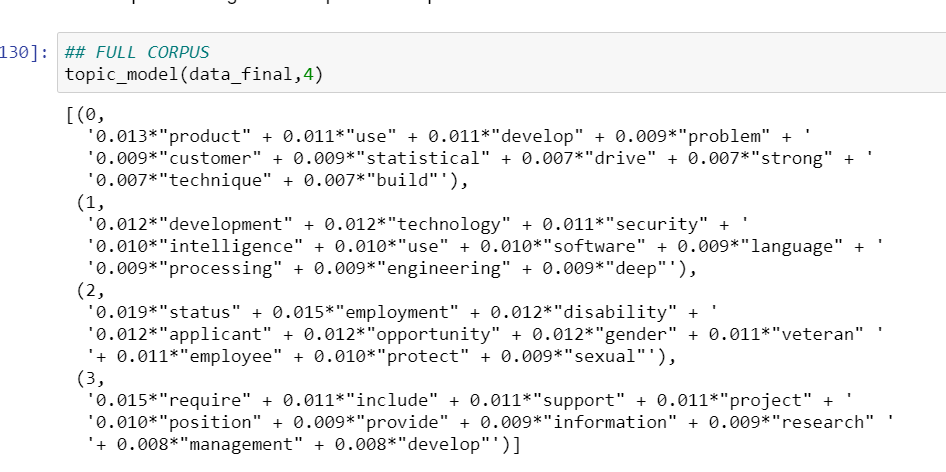 130]: ## FULL CORPUS
topic_model(data_final,4)
[(0,
'0.013*"product" + 0.011*"use" + 0.011*"develop" + 0.009*"problem" + '
'0.009*"customer" + 0.009*"statistical" + 0.007*"drive" + 0.007*"strong" + '
'0.007*"technique" + 0.007*"build"'),
(1,
'0.012*"development" + 0.012*"technology" + 0.011*"security" + '
'0.010*"intelligence" + 0.010*"use" + 0.010*"software" + 0.009*"language" + '
'0.009*"processing" + 0.009*"engineering" + 0.009*"deep"'),
(2,
'0.019*"status" + 0.015*"employment" + 0.012*"disability" + '
'0.012*"applicant" + 0.012*"opportunity" + 0.012*"gender" + 0.011*"veteran" '
'+ 0.011*"employee" + 0.010*"protect" + 0.009*"sexual"'),
(3,
'0.015*"require" + 0.011*"include" + 0.011*"support" + 0.011*"project" + '
'0.010*"position" + 0.009*"provide" + 0.009*"information" + 0.009*"research" '
'+ 0.008*"management" + 0.008*"develop"')]